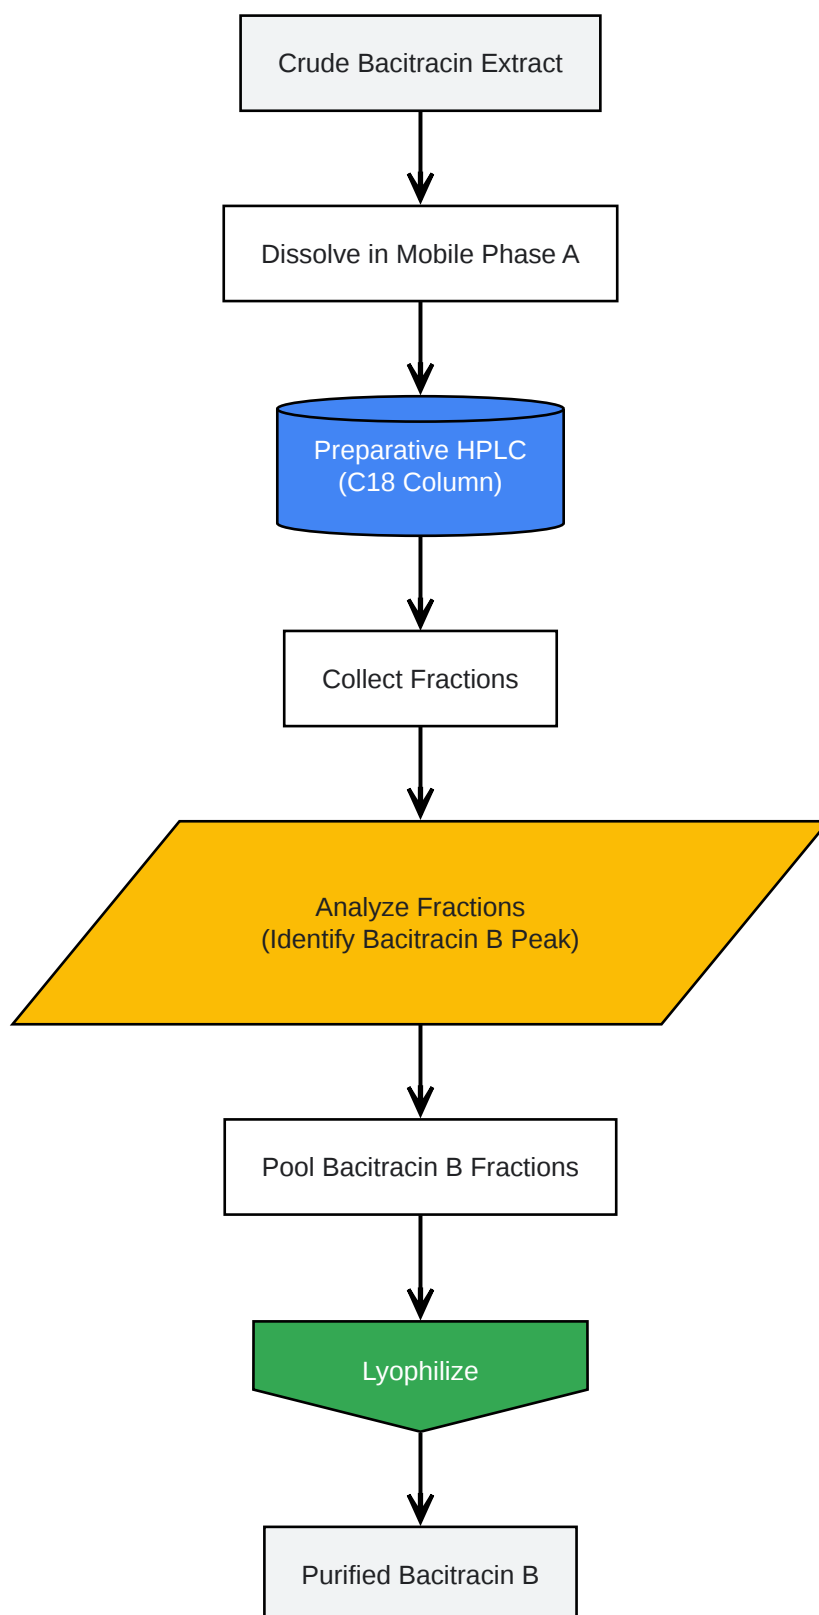 Crude Bacitracin Extract
Dissolve in Mobile Phase A
Preparative HPLC
(C18 Column)
Collect Fractions
Analyze Fractions
(Identify Bacitracin B Peak)
Pool Bacitracin B Fractions
Lyophilize
Purified Bacitracin B